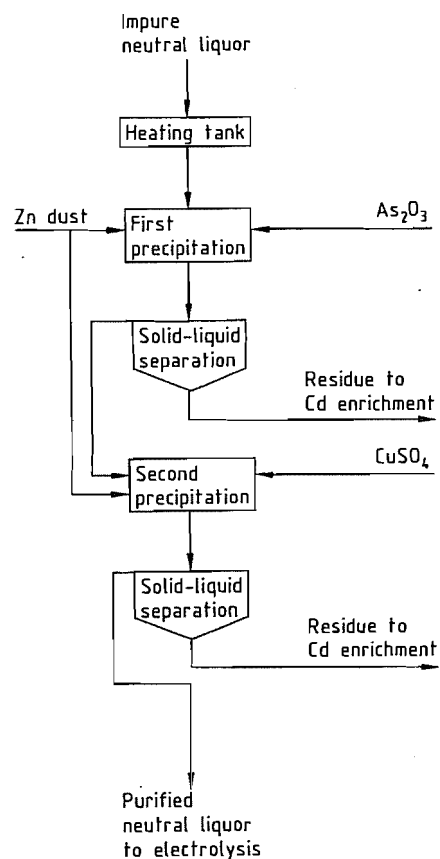 Impure
neutral liquor
Heating tank
Zn dust
First
precipitation
As₂O₃
Solid-liquid
separation
Residue to
Cd enrichment
Second
precipitation
CuSO₄
Solid-liquid
separation
Residue to
Cd enrichment
Purified
neutral liquor
to electrolysis